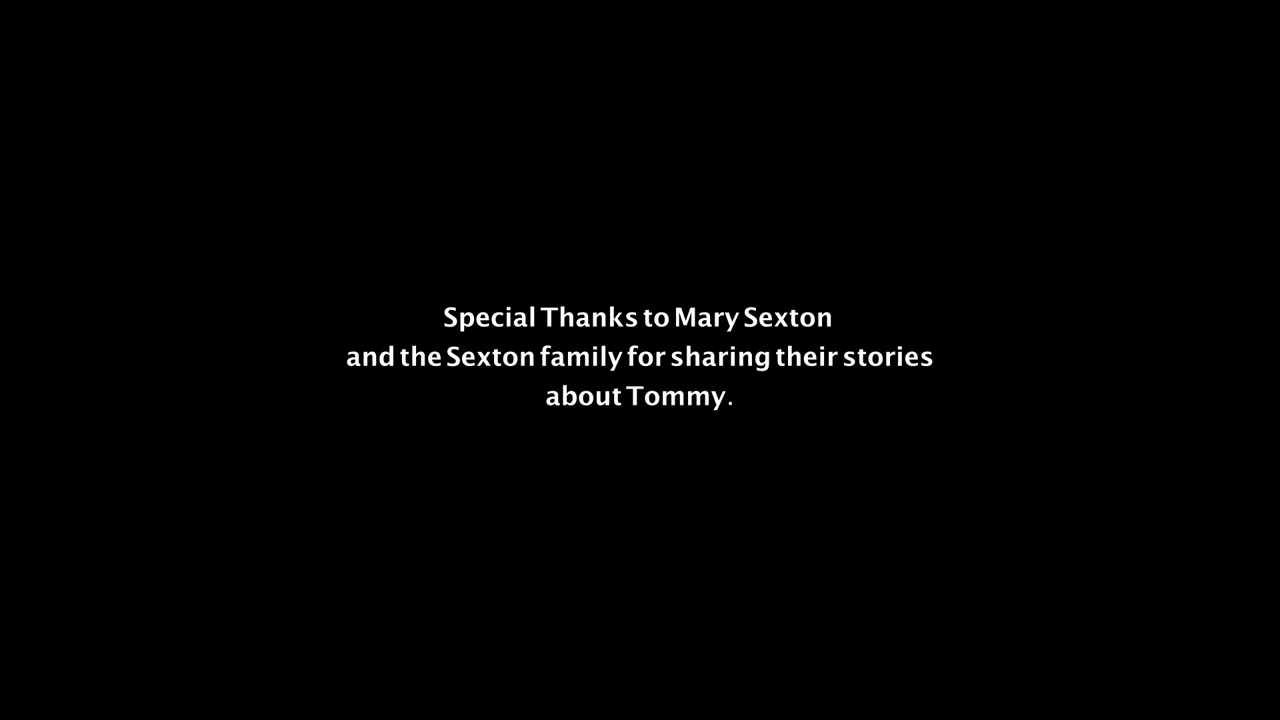 Special Thanks to Mary Sexton
and the Sexton family for sharing their stories
about Tommy.